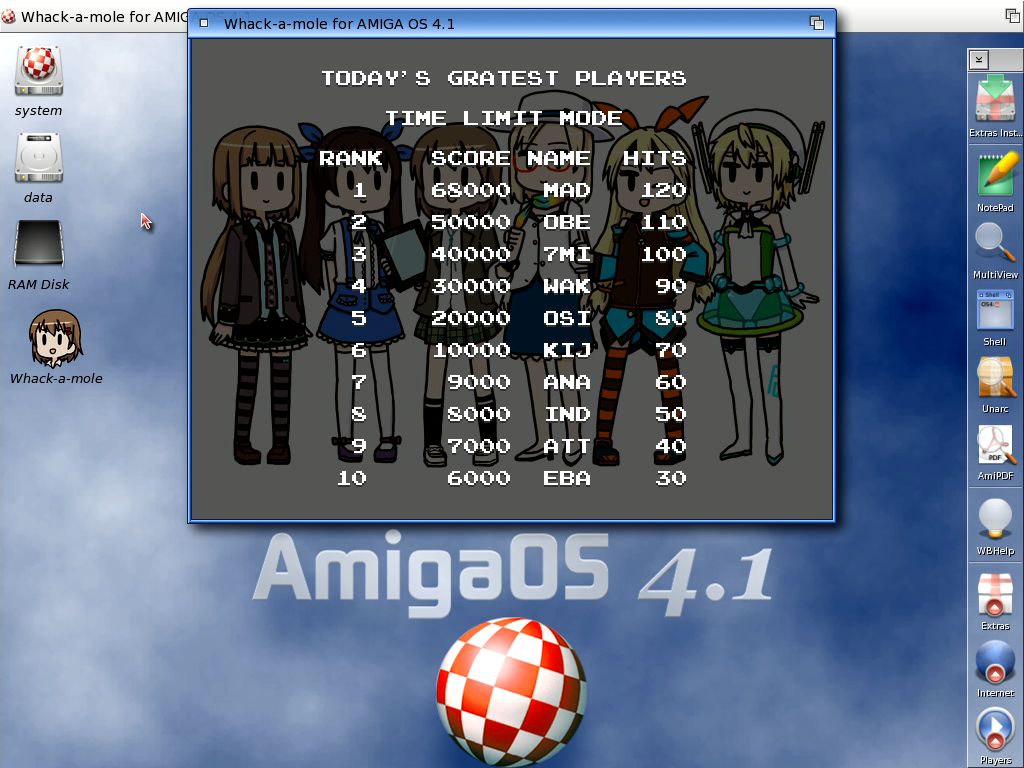 Whack-a-mole for AMIGA OS 4.1
Whack-a-mole for AMIGA OS 4.1
TODAY'S GRATEST PLAYERS
TIME LIMIT MODE
RANK SCORE NAME HITS
1 68000 MAD 120
2 50000 OBE 110
3 40000 7MI 100
4 30000 WAK 90
5 20000 OSI 80
6 10000 KIJ 70
7 9000 ANA 60
8 8000 IND 50
9 7000 ATT 40
10 6000 EBA 30
system
data
RAM Disk
Whack-a-mole
Extras Inst...
NotePad
MultiView
Shell
Shell
Unarc
PDF
AmiPDF
WBHelp
Extras
Internet
Players
AmigaOS 4.1